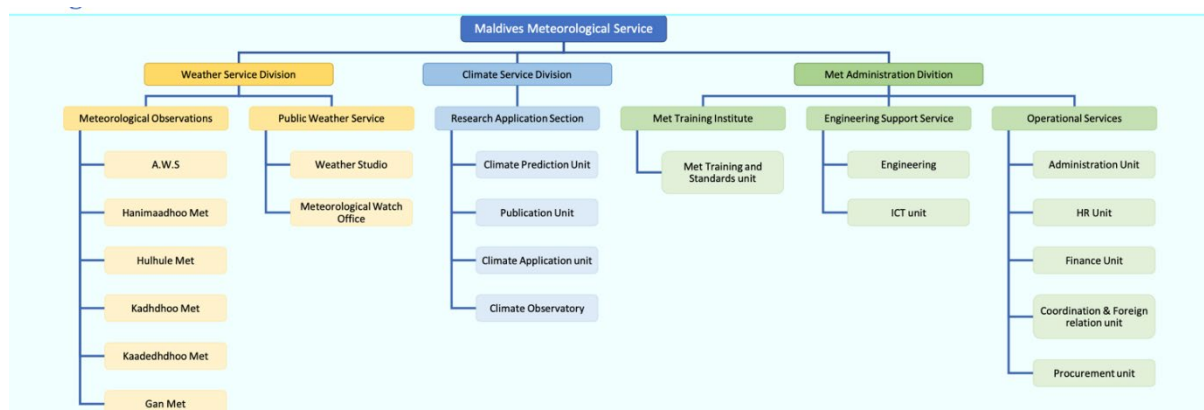 Maldives Meteorological Service
Weather Service Division
Climate Service Division
Met Administration Divition
Meteorological Observations
Public Weather Service
Research Application Section
Met Training Institute
Engineering Support Service
Operational Services
A.W.S
Hanimaadhoo Met
Hulhule Met
Kadhdhoo Met
Kaadedhdhoo Met
Gan Met
Weather Studio
Meteorological Watch
Office
Climate Prediction Unit
Publication Unit
Climate Application unit
Climate Observatory
Met Training and
Standards unit
Engineering
ICT unit
Administration Unit
HR Unit
Finance Unit
Coordination & Foreign
relation unit
Procurement unit